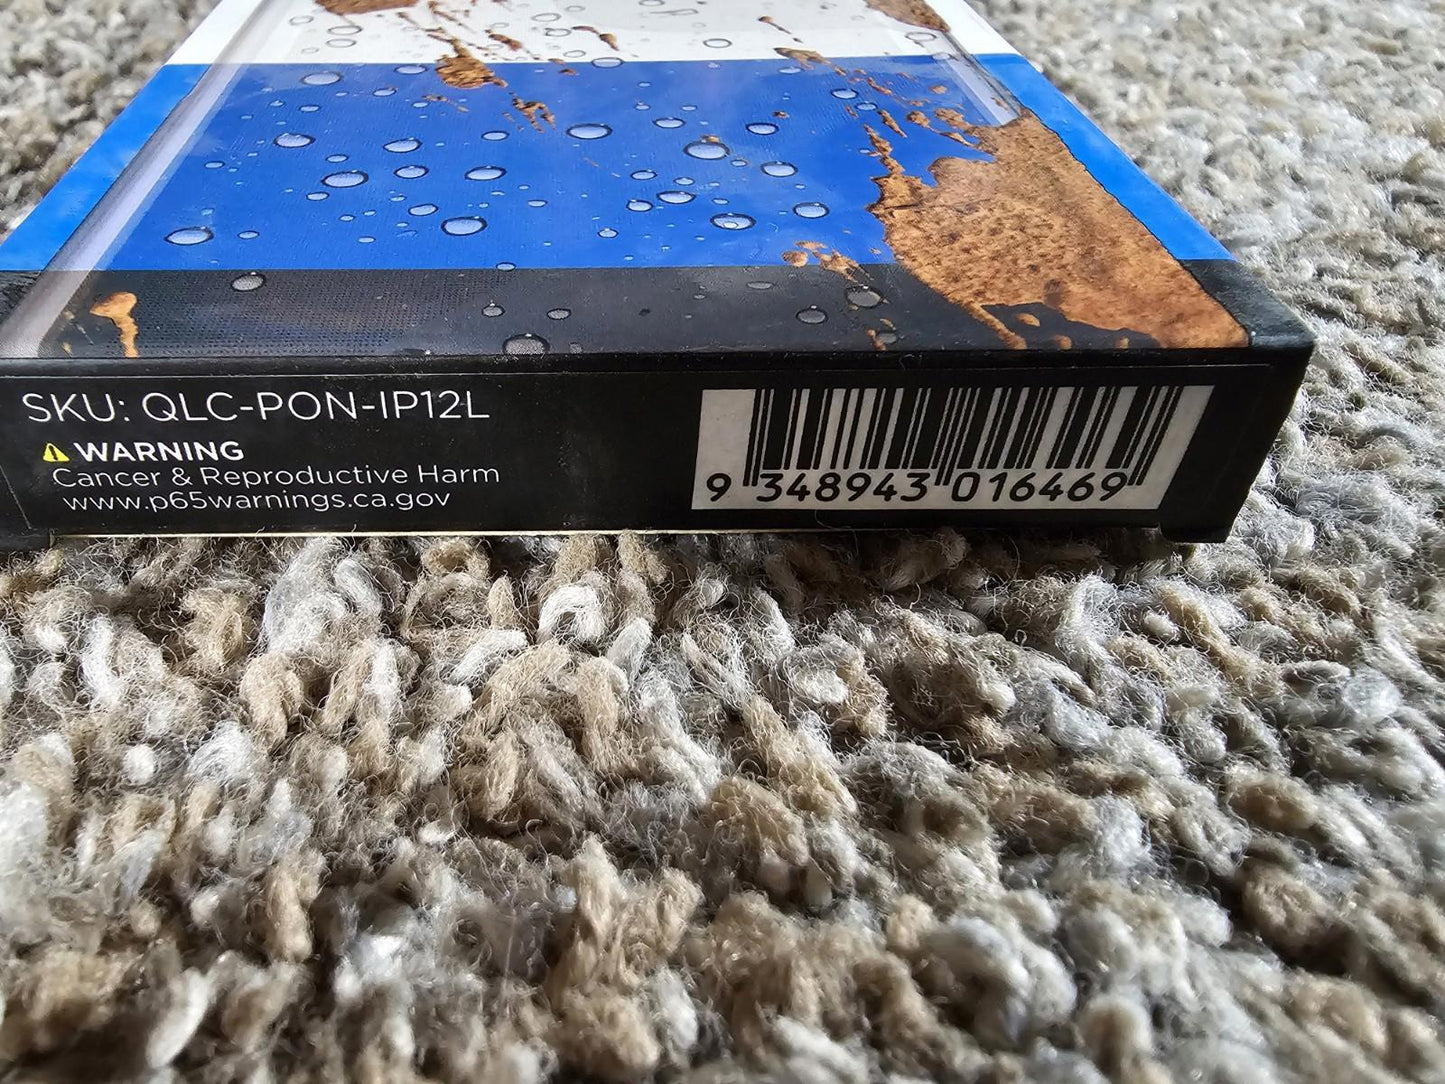 SKU: QLC-PON-IP12L
WARNING
Cancer & Reproductive Harm
www.p65warnings.ca.gov
9 348943 016469